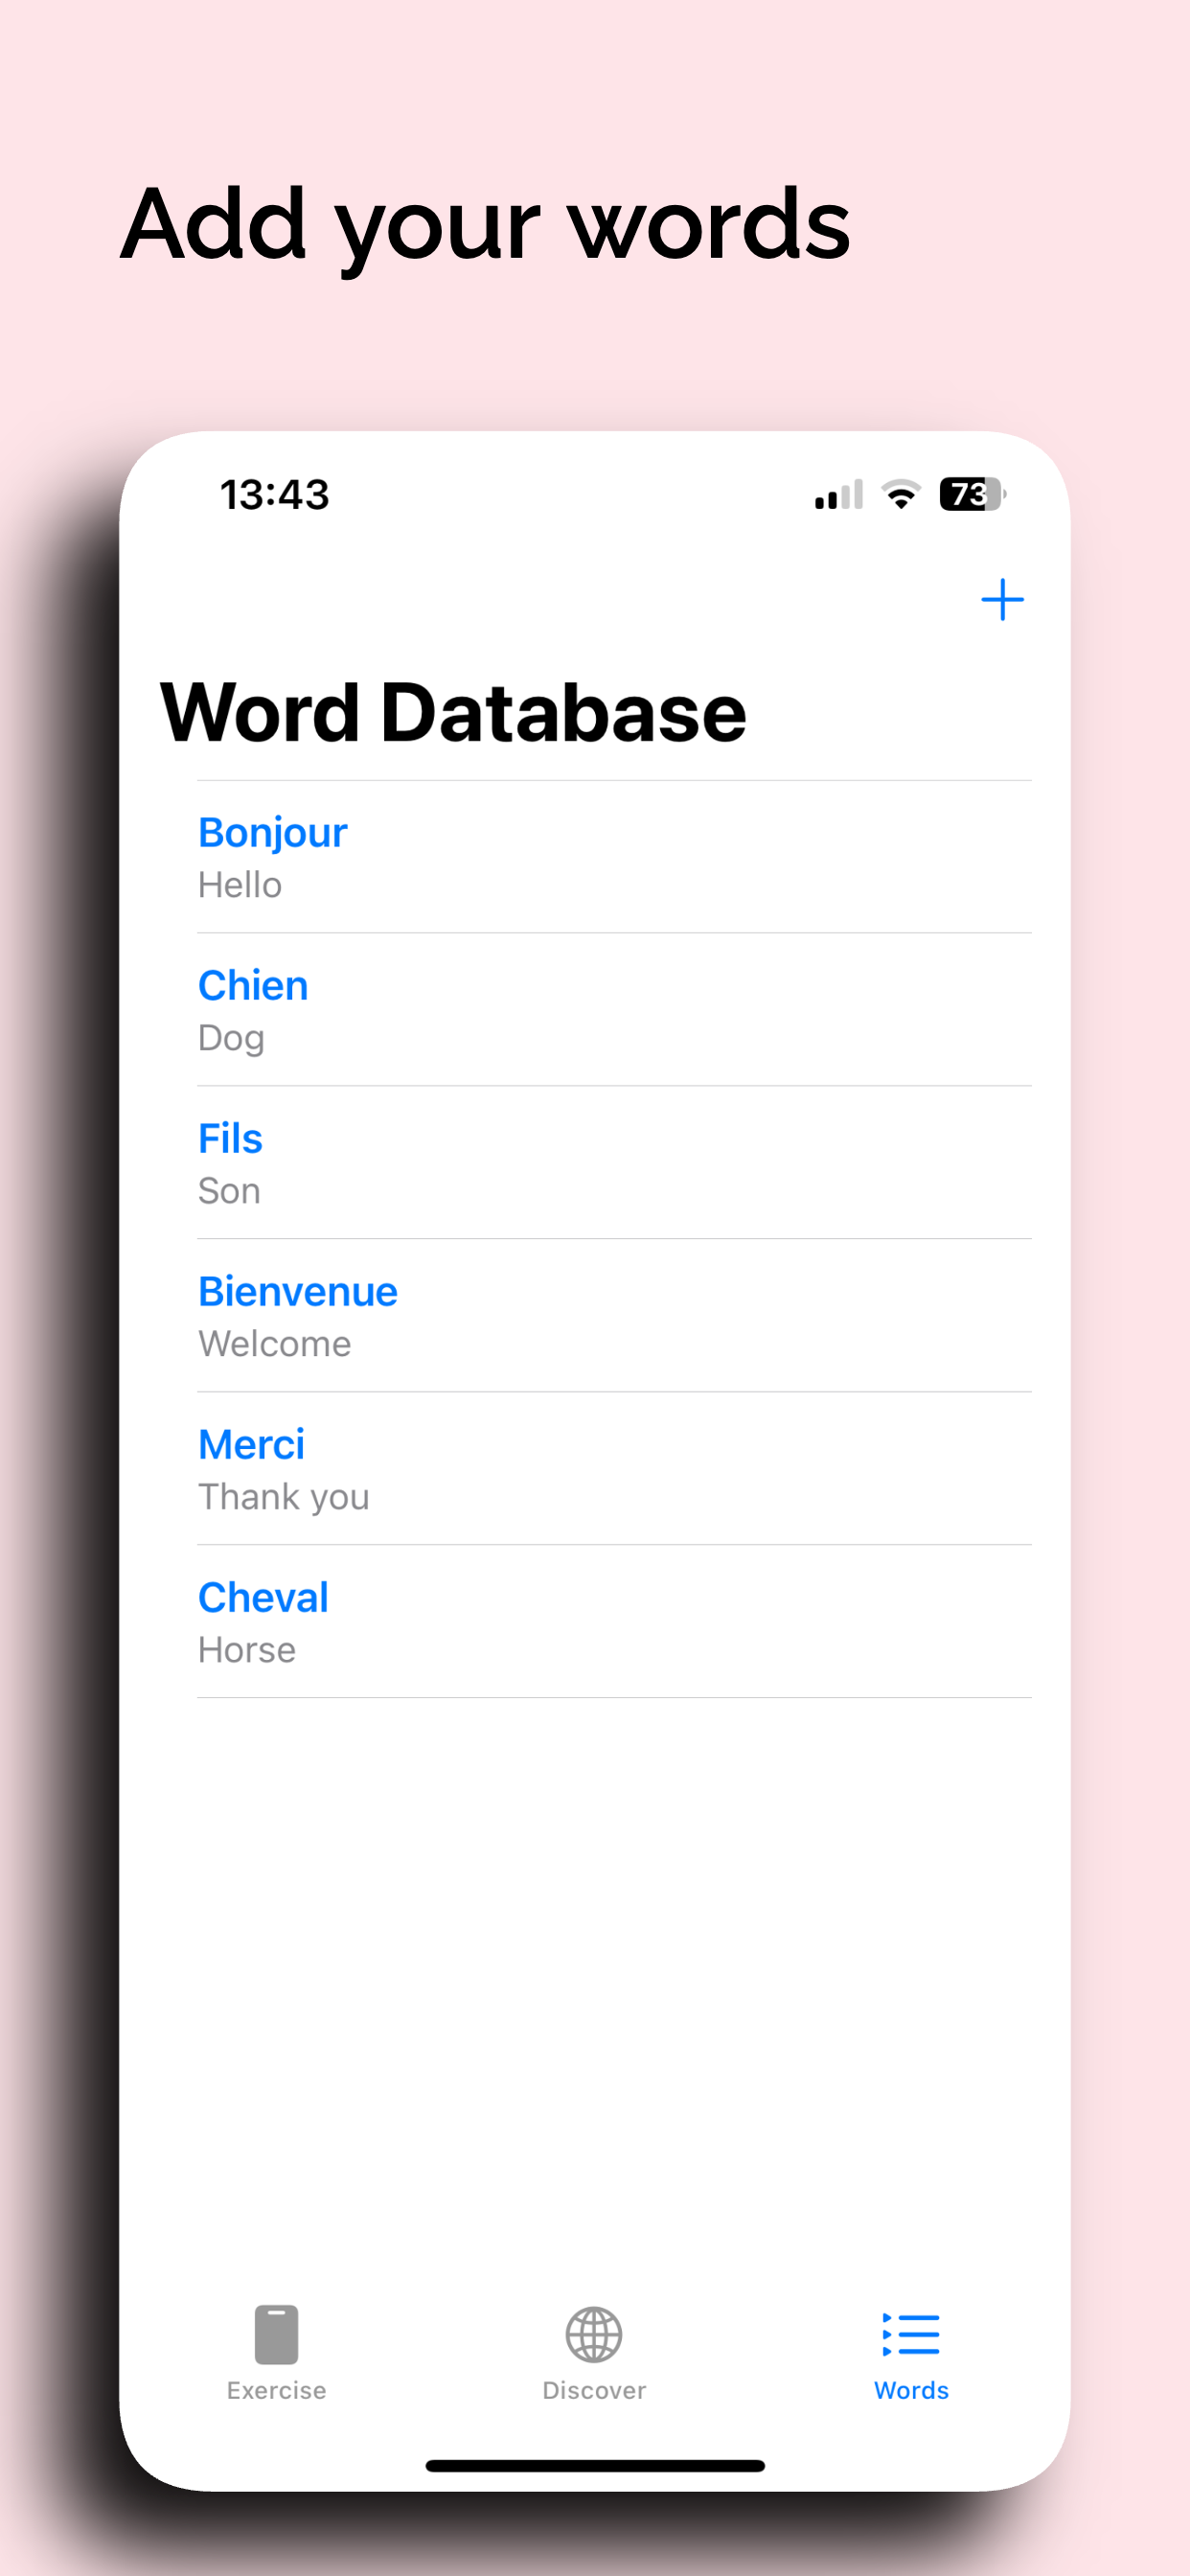 Add your words
13:43
73
Word Database
Bonjour
Hello
Chien
Dog
Fils
Son
Bienvenue
Welcome
Merci
Thank you
Cheval
Horse
Exercise
Discover
Words